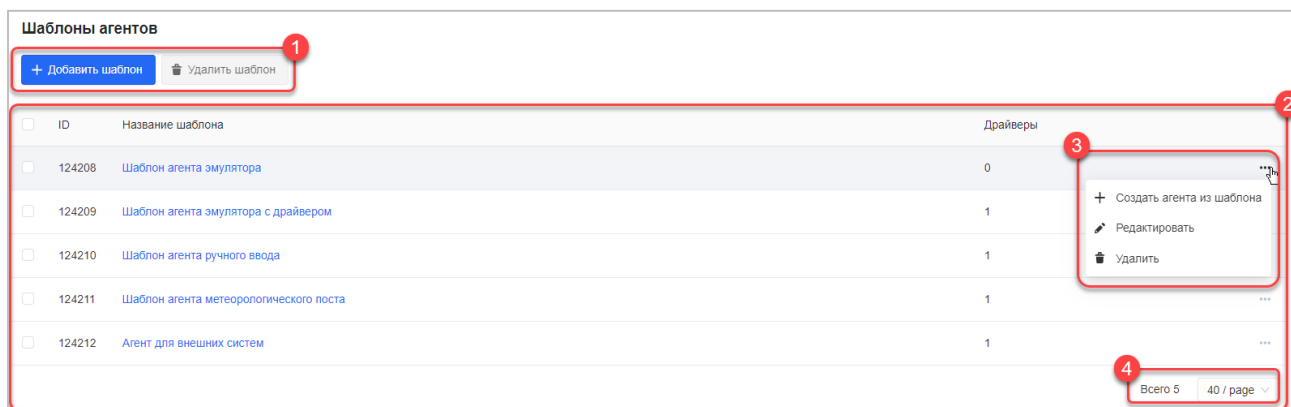 Шаблоны агентов
1
+ Добавить шаблон Удалить шаблон
2
ID Название шаблона Драйверы
3
124208 Шаблон агента эмулятора 0 ...
+ Создать агента из шаблона
124209 Шаблон агента эмулятора с драйвером 1
Редактировать
124210 Шаблон агента ручного ввода 1
Удалить
124211 Шаблон агента метеорологического поста 1 ...
124212 Агент для внешних систем 1 ...
4
Всего 5 40 / page